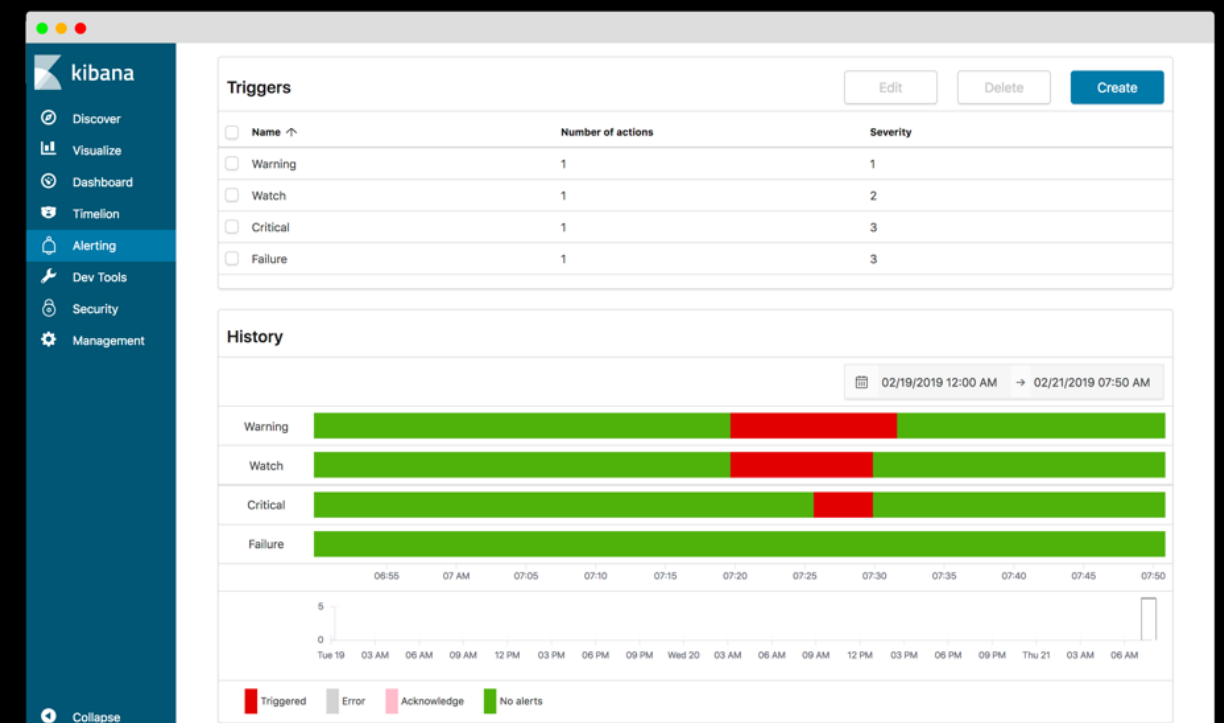 kibana
Discover
Visualize
Dashboard
Timelion
Alerting
Dev Tools
Security
Management
Collapse
Triggers
Edit Delete Create
Name ↑ Number of actions Severity
Warning 1 1
Watch 1 2
Critical 1 3
Failure 1 3
History
02/19/2019 12:00 AM → 02/21/2019 07:50 AM
Warning
Watch
Critical
Failure
06:55 07 AM 07:05 07:10 07:15 07:20 07:25 07:30 07:35 07:40 07:45 07:50
5
0
Tue 19 03 AM 06 AM 09 AM 12 PM 03 PM 06 PM 09 PM Wed 20 03 AM 06 AM 09 AM 12 PM 03 PM 06 PM 09 PM Thu 21 03 AM 06 AM
Triggered Error Acknowledge No alerts